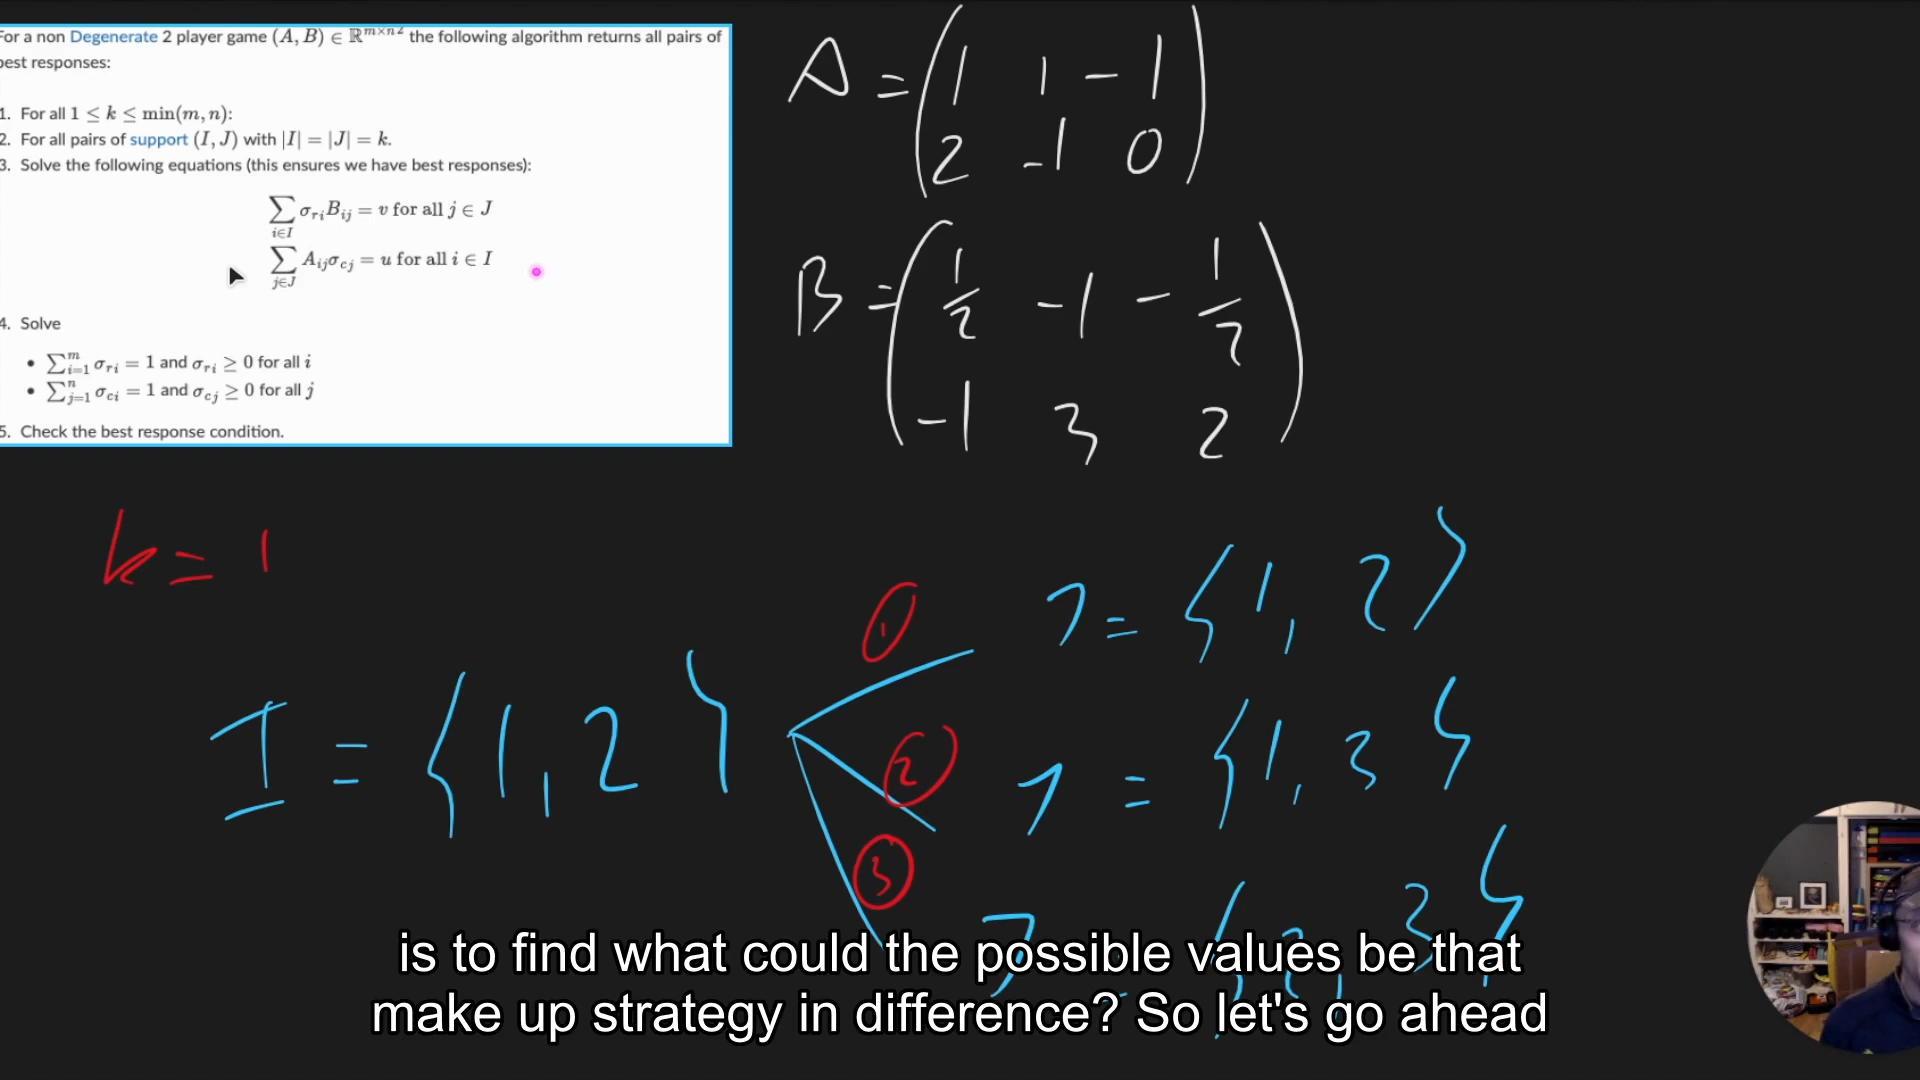 For a non Degenerate 2 player game (A, B) ∈ ℝ^{m×n²} the following algorithm returns all pairs of
best responses:
1. For all 1 ≤ k ≤ min(m, n):
2. For all pairs of support (I, J) with |I| = |J| = k.
3. Solve the following equations (this ensures we have best responses):
∑_{i∈I} σ_{ri}B_{ij} = v for all j ∈ J
∑_{j∈J} A_{ij}σ_{cj} = u for all i ∈ I
4. Solve
• ∑_{i=1}^{m} σ_{ri} = 1 and σ_{ri} ≥ 0 for all i
• ∑_{j=1}^{n} σ_{ci} = 1 and σ_{cj} ≥ 0 for all j
5. Check the best response condition.
A = (1 1 -1
2 -1 0)
B = (1/2 -1 -1/2
-1 3 2)
k = 1
I = {1, 2}
① J = {1, 2}
② J = {1, 3}
③ J = {2, 3}
is to find what could the possible values be that
make up strategy in difference? So let's go ahead